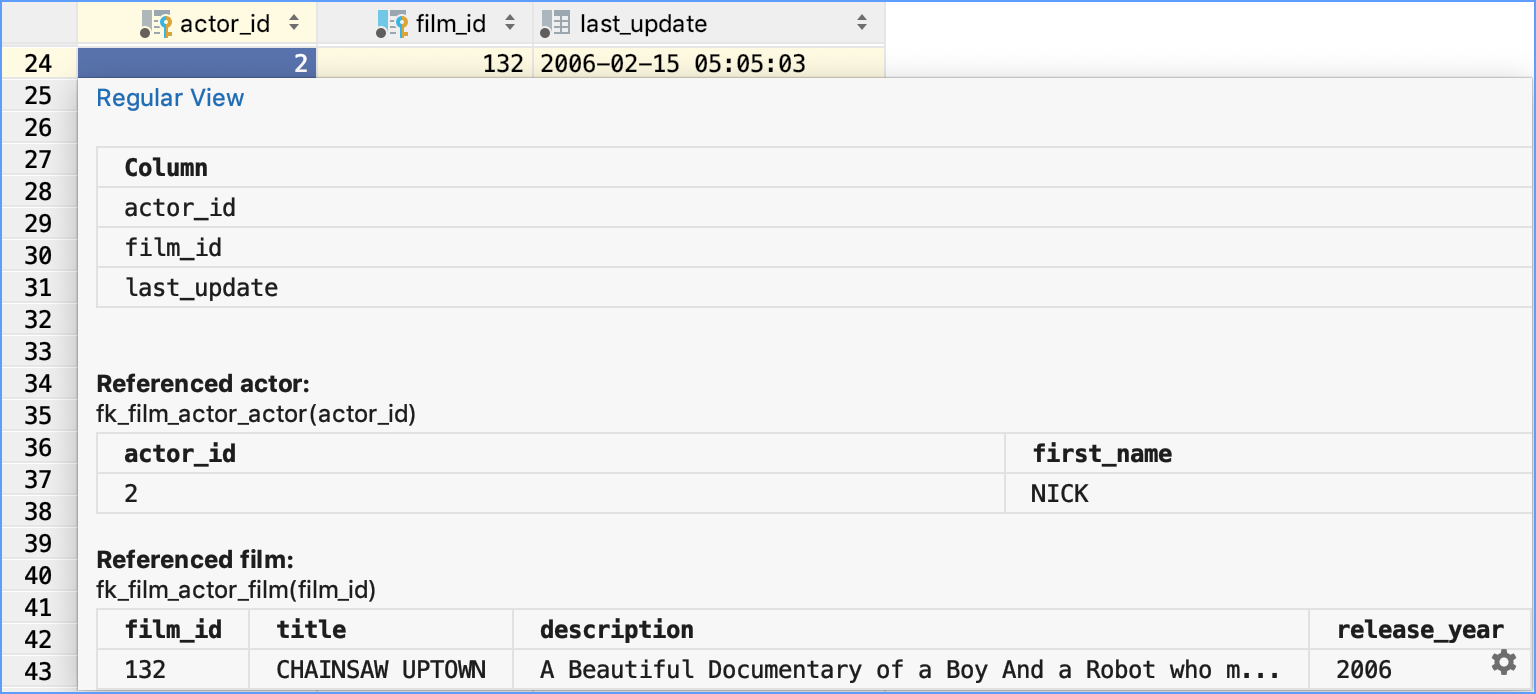 actor_id film_id last_update
24 2 132 2006-02-15 05:05:03
25 Regular View
26
27 Column
28
29 actor_id
30 film_id
31 last_update
32
33
34 Referenced actor:
35 fk_film_actor_actor(actor_id)
36 actor_id first_name
37
38 2 NICK
39 Referenced film:
40 fk_film_actor_film(film_id)
41
42 film_id title description release_year
43 132 CHAINSAW UPTOWN A Beautiful Documentary of a Boy And a Robot who m... 2006